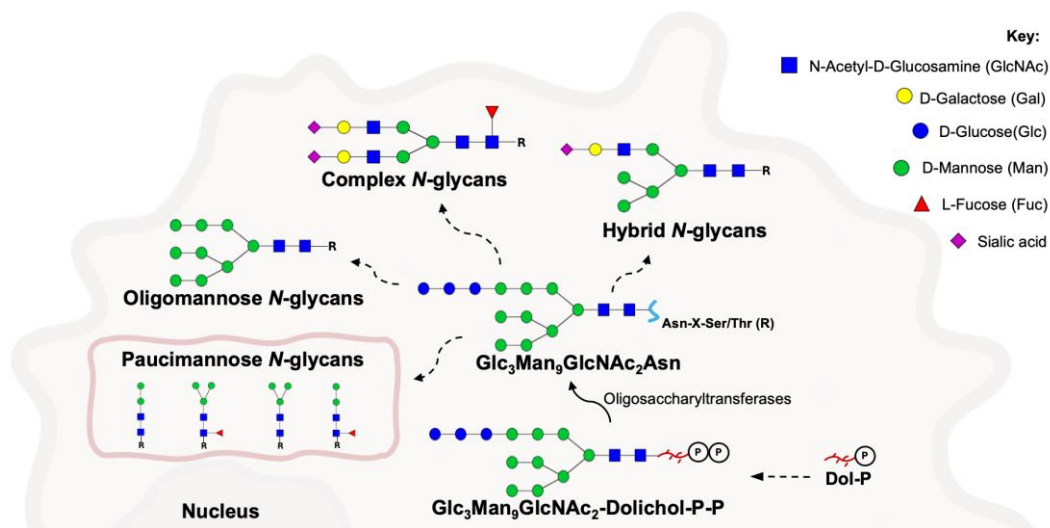 Key:
N-Acetyl-D-Glucosamine (GlcNAc)
D-Galactose (Gal)
D-Glucose(Glc)
D-Mannose (Man)
L-Fucose (Fuc)
Sialic acid
R
Complex N-glycans
R
Hybrid N-glycans
R
Oligomannose N-glycans
Asn-X-Ser/Thr (R)
Glc₃Man₉GlcNAc₂Asn
Paucimannose N-glycans
R R R R
Oligosaccharyltransferases
P P
P
Dol-P
Glc₃Man₉GlcNAc₂-Dolichol-P-P
Nucleus